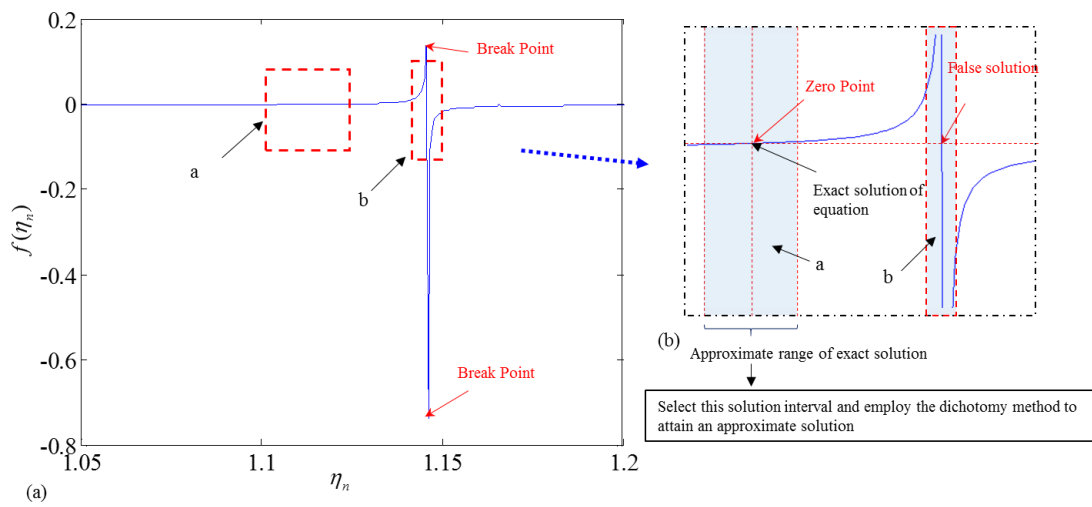 0.2
0
-0.2
-0.4
-0.6
-0.8
f(ηn)
1.05
1.1
1.15
1.2
ηn
Break Point
Break Point
a
b
(a)
Zero Point
False solution
Exact solution of
equation
a
b
(b)
Approximate range of exact solution
Select this solution interval and employ the dichotomy method to
attain an approximate solution